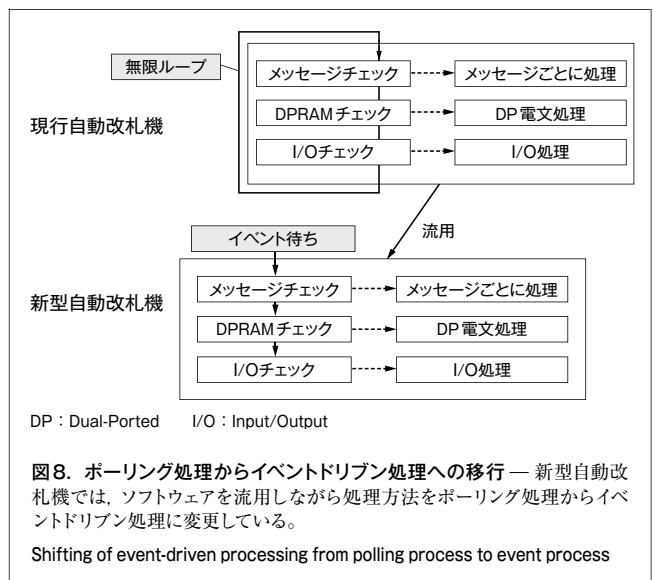 無限ループ
メッセージチェック
メッセージごとに処理
現行自動改札機
DPRAMチェック
DP電文処理
I/Oチェック
I/O処理
流用
イベント待ち
メッセージチェック
メッセージごとに処理
新型自動改札機
DPRAMチェック
DP電文処理
I/Oチェック
I/O処理
DP：Dual-Ported　I/O：Input/Output
図8．ポーリング処理からイベントドリブン処理への移行 — 新型自動改
札機では，ソフトウェアを流用しながら処理方法をポーリング処理からイベ
ントドリブン処理に変更している。
Shifting of event-driven processing from polling process to event process